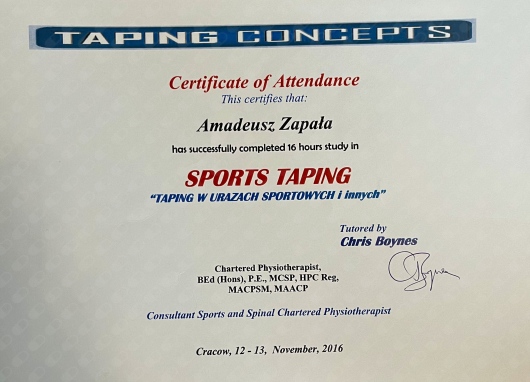 TAPING CONCEPTS
Certificate of Attendance
This certifies that:
Amadeusz Zapała
has successfully completed 16 hours study in
SPORTS TAPING
"TAPING W URAZACH SPORTOWYCH i innych"
Tutored by
Chris Boynes
Chartered Physiotherapist,
BEd (Hons), P.E., MCSP, HPC Reg,
MACPSM, MAACP
Consultant Sports and Spinal Chartered Physiotherapist
Cracow, 12 - 13, November, 2016